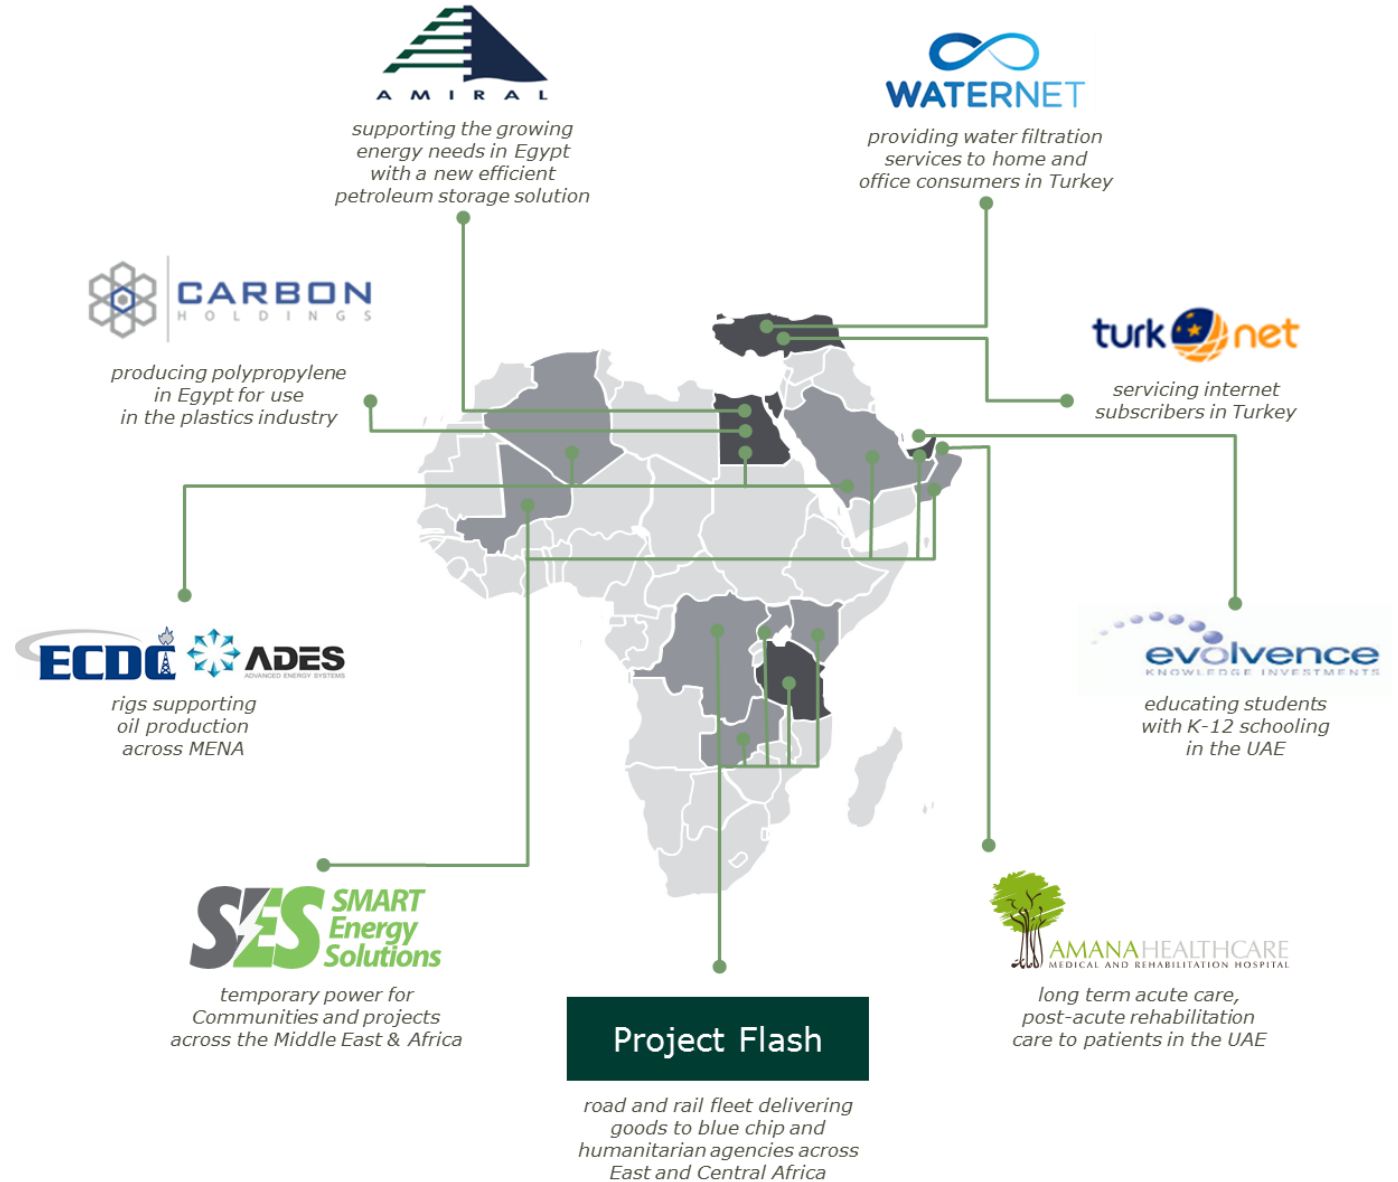 AMIRAL
supporting the growing
energy needs in Egypt
with a new efficient
petroleum storage solution
WATERNET
providing water filtration
services to home and
office consumers in Turkey
CARBON
HOLDINGS
producing polypropylene
in Egypt for use
in the plastics industry
turk net
servicing internet
subscribers in Turkey
ECDC
ADES
ADVANCED ENERGY SYSTEMS
rigs supporting
oil production
across MENA
evolvence
KNOWLEDGE INVESTMENTS
educating students
with K-12 schooling
in the UAE
SES
SMART
Energy
Solutions
temporary power for
Communities and projects
across the Middle East & Africa
Project Flash
road and rail fleet delivering
goods to blue chip and
humanitarian agencies across
East and Central Africa
AMANAHEALTHCARE
MEDICAL AND REHABILITATION HOSPITAL
long term acute care,
post-acute rehabilitation
care to patients in the UAE